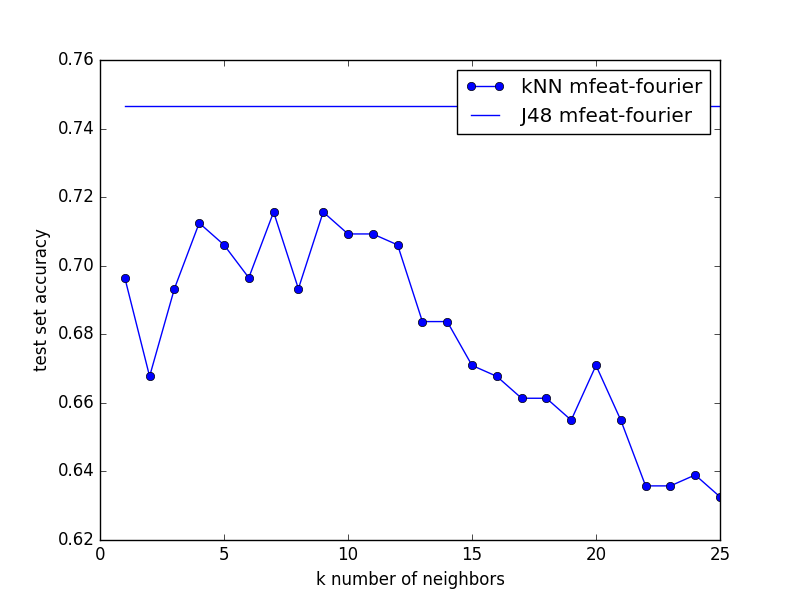 0.76
0.74
0.72
0.70
0.68
0.66
0.64
0.62
test set accuracy
kNN mfeat-fourier
J48 mfeat-fourier
0 5 10 15 20 25
k number of neighbors